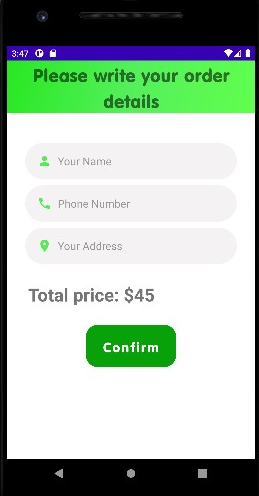 3:47
Please write your order
details
Your Name
Phone Number
Your Address
Total price: $45
Confirm